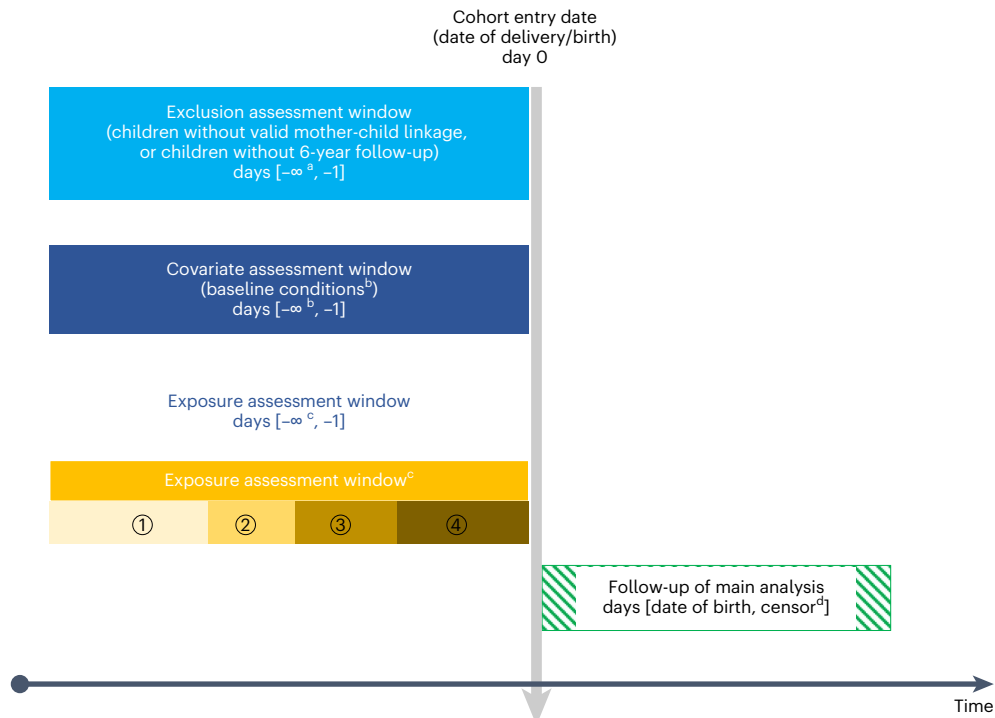 Cohort entry date
(date of delivery/birth)
day 0
Exclusion assessment window
(children without valid mother-child linkage,
or children without 6-year follow-up)
days [−∞ a, −1]
Covariate assessment window
(baseline conditionsb)
days [−∞ b, −1]
Exposure assessment window
days [−∞ c, −1]
Exposure assessment windowc
① ② ③ ④
Follow-up of main analysis
days [date of birth, censord]
Time